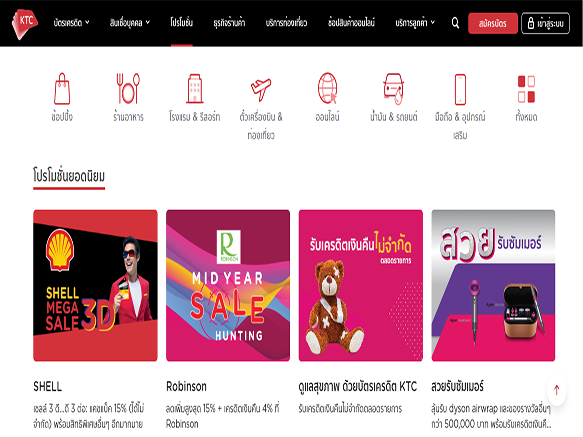 KTC
บัตรเครดิต
สินเชื่อบุคคล
โปรโมชั่น
ธุรกิจร้านค้า
บริการท่องเที่ยว
ช้อปสินค้าออนไลน์
บริการลูกค้า
สมัครบัตร
เข้าสู่ระบบ
ช้อปปิ้ง
ร้านอาหาร
โรงแรม & รีสอร์ท
ตั๋วเครื่องบิน &
ท่องเที่ยว
ออนไลน์
น้ำมัน & รถยนต์
มือถือ & อุปกรณ์
เสริม
ทั้งหมด
โปรโมชั่นยอดนิยม
SHELL
MEGA
SALE 3D
R
ROBINSON
MID YEAR
SALE
HUNTING
รับเครดิตเงินคืนไม่จำกัด
ตลอดรายการ
สวย รับซัมเมอร์
SHELL
เซลล์ 3 ดี...ดี 3 ต่อ: แคชแบ็ค 15% (ได้ไม่
จำกัด) พร้อมสิทธิพิเศษอื่นๆ อีกมากมาย
Robinson
ลดเพิ่มสูงสุด 15% + เครดิตเงินคืน 4% ที่
Robinson
ดูแลสุขภาพ ด้วยบัตรเครดิต KTC
รับเครดิตเงินคืนไม่จำกัดตลอดรายการ
สวยรับซัมเมอร์
ลุ้นรับ dyson airwrap และของรางวัลอื่นๆ
กว่า 500,000 บาท พร้อมรับเครดิตเงินคื...